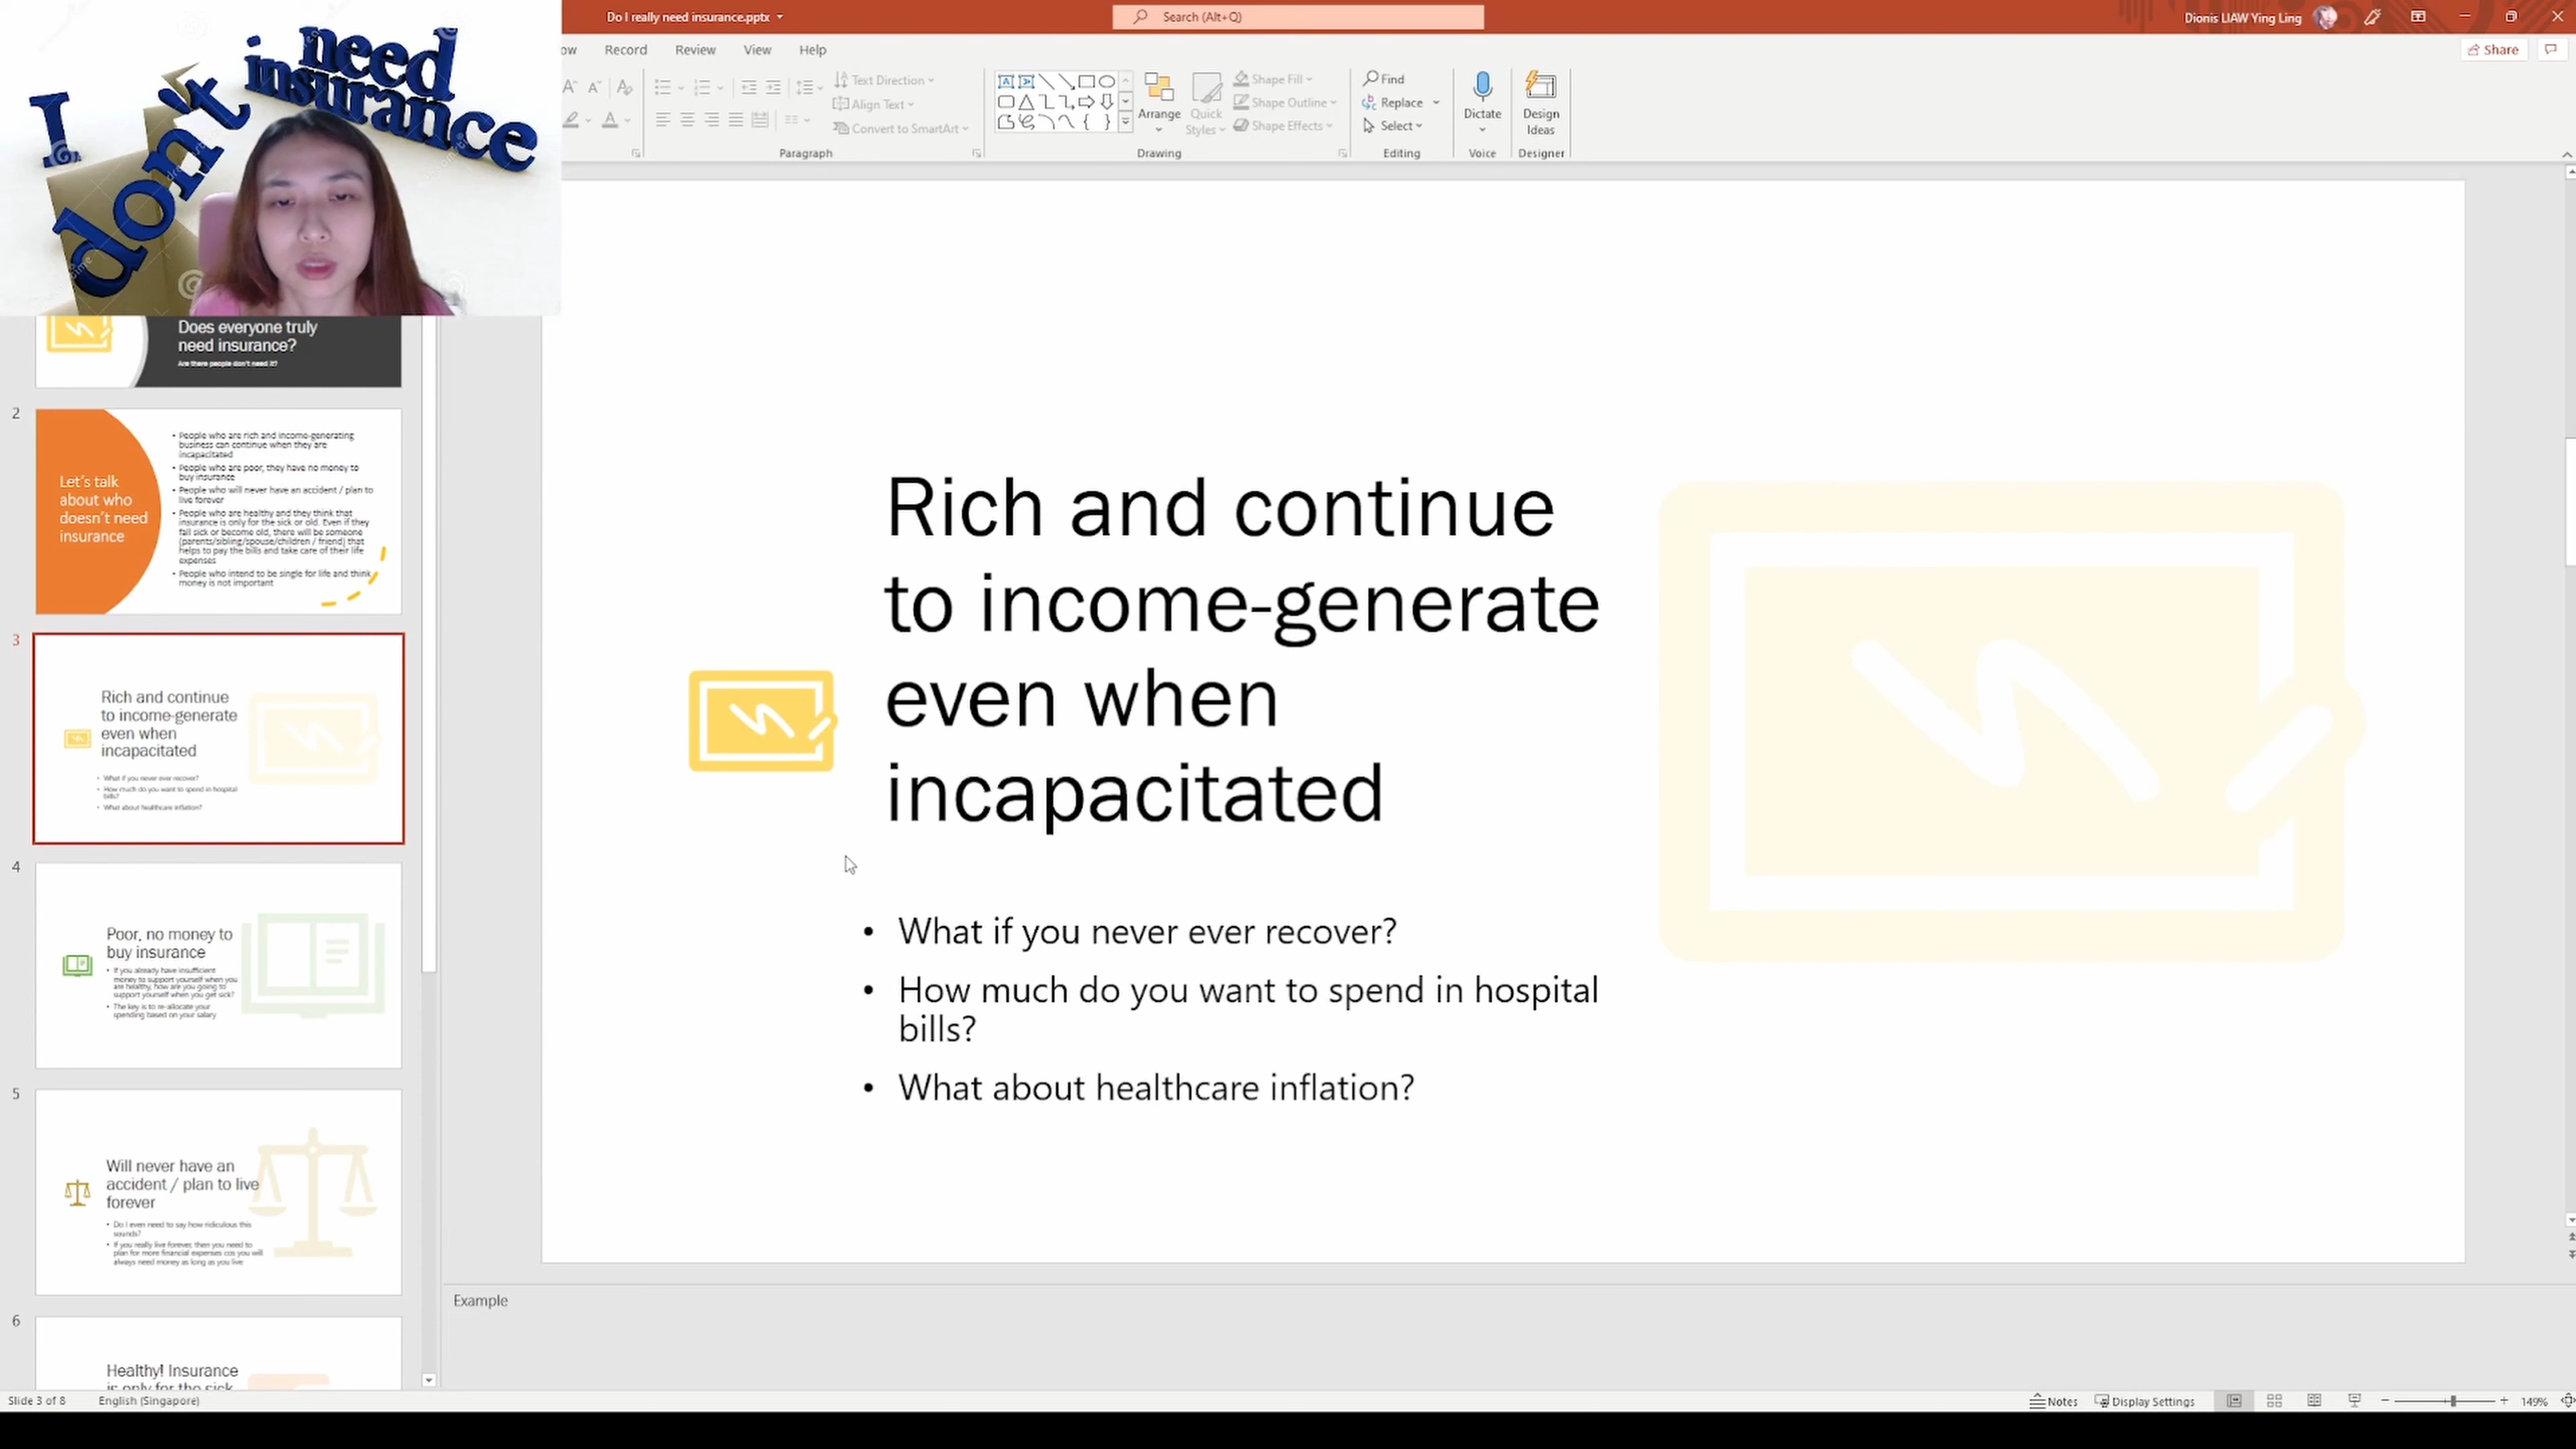 I don't need insurance
Do I really need insurance.pptx
Search (Alt+Q)
Dionis LIAW Ying Ling
ow
Record
Review
View
Help
Share
Text Direction
Align Text
Convert to SmartArt
Paragraph
Arrange
Quick
Styles
Shape Fill
Shape Outline
Shape Effects
Drawing
Find
Replace
Select
Editing
Dictate
Voice
Design
Ideas
Designer
Does everyone truly
need insurance?
Are there people don't need it?
2
Let's talk
about who
doesn't need
insurance
• People who are rich and income-generating
business can continue when they are
incapacitated
• People who are poor, they have no money to
buy insurance
• People who will never have an accident / plan to
live forever
• People who are healthy and they think that
insurance is only for the sick or old. Even if they
fall sick or become old, there will be someone
(parents/sibling/spouse/children / friend) that
helps to pay the bills and take care of their life
expenses
• People who intend to be single for life and think
money is not important
3
Rich and continue
to income-generate
even when
incapacitated
• What if you never ever recover?
• How much do you want to spend in hospital
bills?
• What about healthcare inflation?
4
Poor, no money to
buy insurance
• If you already have insufficient
money to support yourself when you
are healthy, how are you going to
support yourself when you get sick?
• The key is to re-allocate your
spending based on your salary
5
Will never have an
accident / plan to live
forever
• Do I even need to say how ridiculous this
sounds?
• If you really live forever, then you need to
plan for more financial expenses cos you will
always need money as long as you live
6
Healthy! Insurance
is only for the sick
Rich and continue
to income-generate
even when
incapacitated
• What if you never ever recover?
• How much do you want to spend in hospital
bills?
• What about healthcare inflation?
Example
Slide 3 of 8
English (Singapore)
Notes
Display Settings
149%